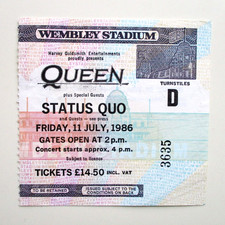 WEMBLEY STADIUM
Harvey Goldsmith Entertainments
proudly presents
QUEEN
plus Special Guests
STATUS QUO
and Guests - see press
FRIDAY, 11 JULY, 1986
GATES OPEN AT 2 p.m.
Concert starts approx. 4 p.m.
Subject to licence
TICKETS £14.50 INCL. VAT
TO BE RETAINED
ISSUED SUBJECT TO THE
CONDITIONS ON BACK
TURNSTILES
D
3635